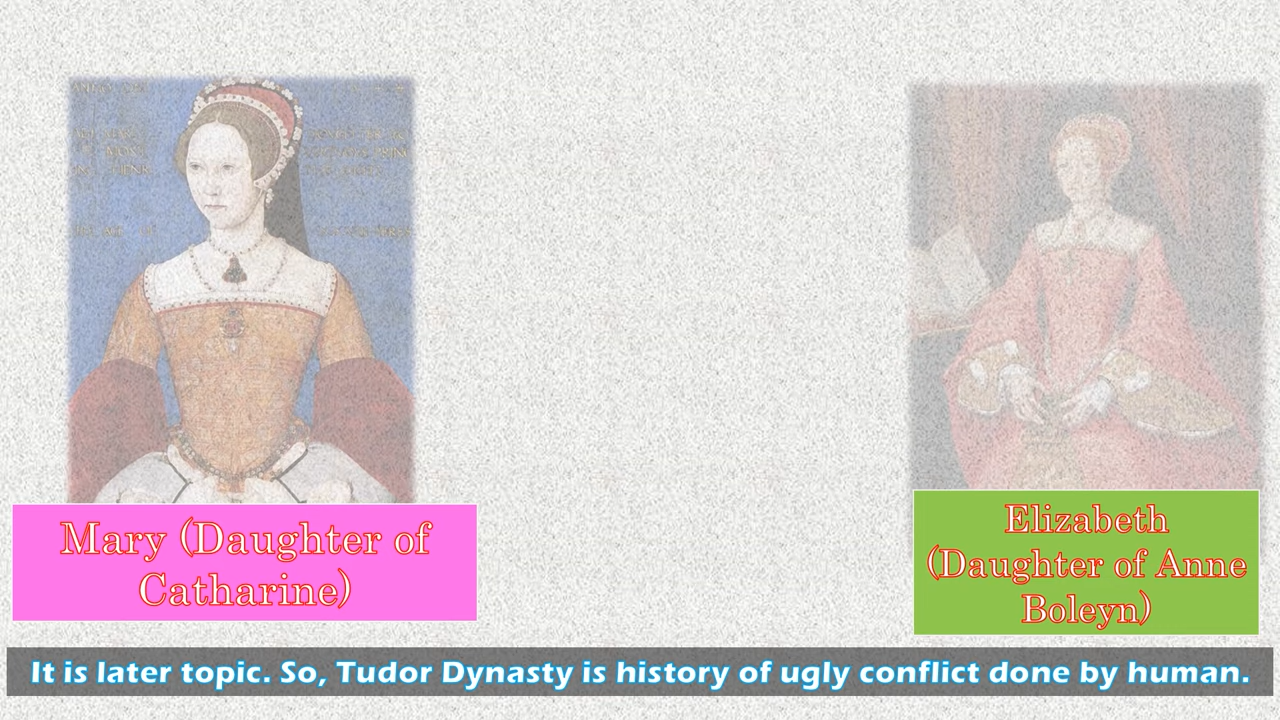 Mary (Daughter of
Catharine)
Elizabeth
(Daughter of Anne
Boleyn)
It is later topic. So, Tudor Dynasty is history of ugly conflict done by human.